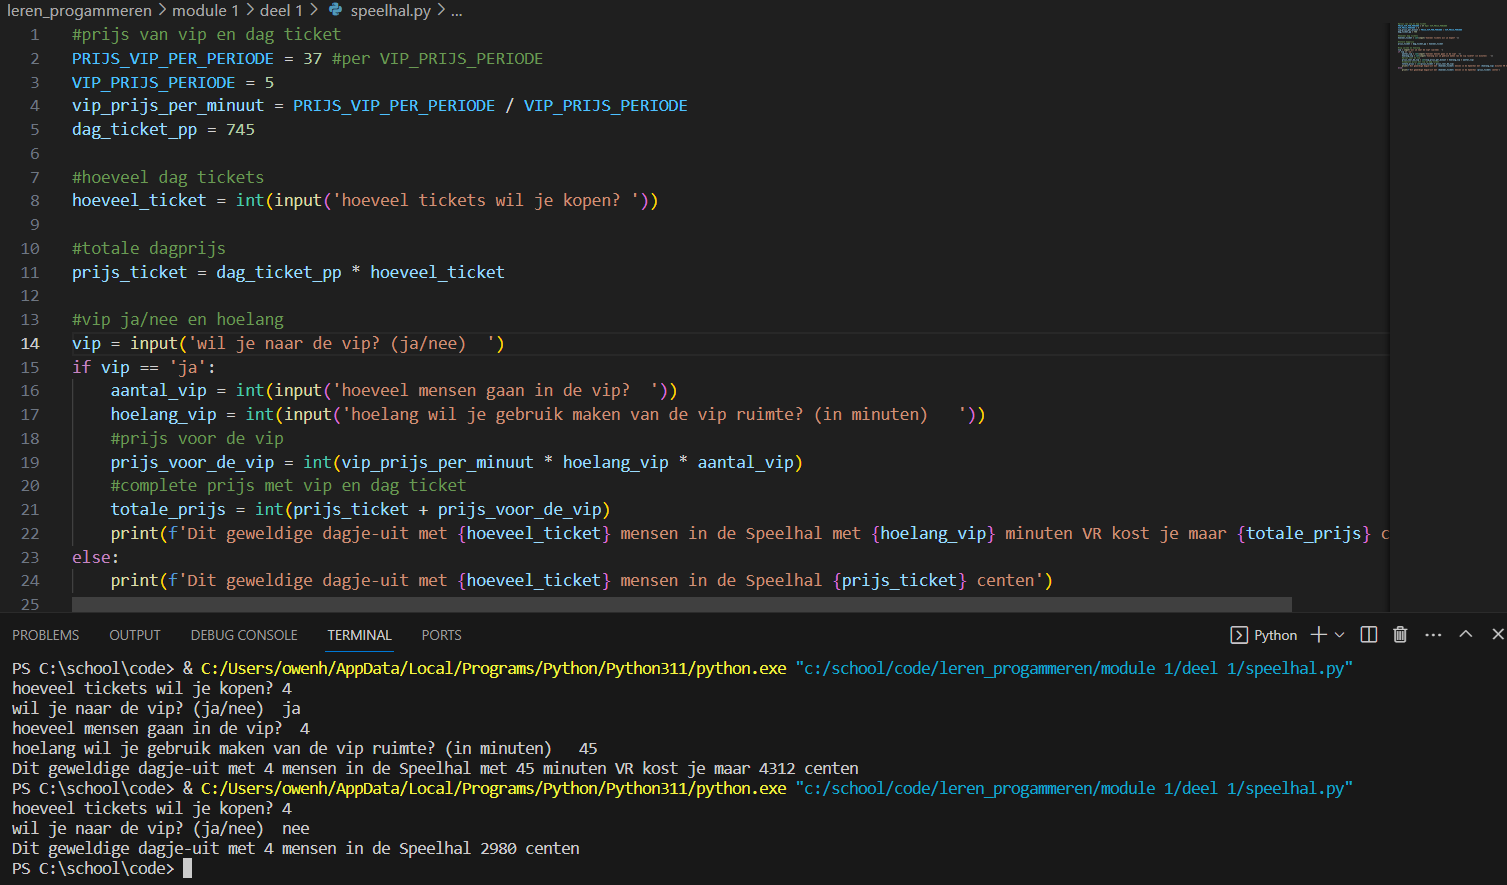 leren_progammeren > module 1 > deel 1 > speelhal.py > ...
1 #prijs van vip en dag ticket
2 PRIJS_VIP_PER_PERIODE = 37 #per VIP_PRIJS_PERIODE
3 VIP_PRIJS_PERIODE = 5
4 vip_prijs_per_minuut = PRIJS_VIP_PER_PERIODE / VIP_PRIJS_PERIODE
5 dag_ticket_pp = 745
6
7 #hoeveel dag tickets
8 hoeveel_ticket = int(input('hoeveel tickets wil je kopen? '))
9
10 #totale dagprijs
11 prijs_ticket = dag_ticket_pp * hoeveel_ticket
12
13 #vip ja/nee en hoelang
14 vip = input('wil je naar de vip? (ja/nee)  ')
15 if vip == 'ja':
16     aantal_vip = int(input('hoeveel mensen gaan in de vip?  '))
17     hoelang_vip = int(input('hoelang wil je gebruik maken van de vip ruimte? (in minuten)   '))
18     #prijs voor de vip
19     prijs_voor_de_vip = int(vip_prijs_per_minuut * hoelang_vip * aantal_vip)
20     #complete prijs met vip en dag ticket
21     totale_prijs = int(prijs_ticket + prijs_voor_de_vip)
22     print(f'Dit geweldige dagje-uit met {hoeveel_ticket} mensen in de Speelhal met {hoelang_vip} minuten VR kost je maar {totale_prijs} c
23 else:
24     print(f'Dit geweldige dagje-uit met {hoeveel_ticket} mensen in de Speelhal {prijs_ticket} centen')
25
PROBLEMS OUTPUT DEBUG CONSOLE TERMINAL PORTS Python
PS C:\school\code> & C:/Users/owenh/AppData/Local/Programs/Python/Python311/python.exe "c:/school/code/leren_progammeren/module 1/deel 1/speelhal.py"
hoeveel tickets wil je kopen? 4
wil je naar de vip? (ja/nee)  ja
hoeveel mensen gaan in de vip?  4
hoelang wil je gebruik maken van de vip ruimte? (in minuten)   45
Dit geweldige dagje-uit met 4 mensen in de Speelhal met 45 minuten VR kost je maar 4312 centen
PS C:\school\code> & C:/Users/owenh/AppData/Local/Programs/Python/Python311/python.exe "c:/school/code/leren_progammeren/module 1/deel 1/speelhal.py"
hoeveel tickets wil je kopen? 4
wil je naar de vip? (ja/nee)  nee
Dit geweldige dagje-uit met 4 mensen in de Speelhal 2980 centen
PS C:\school\code>